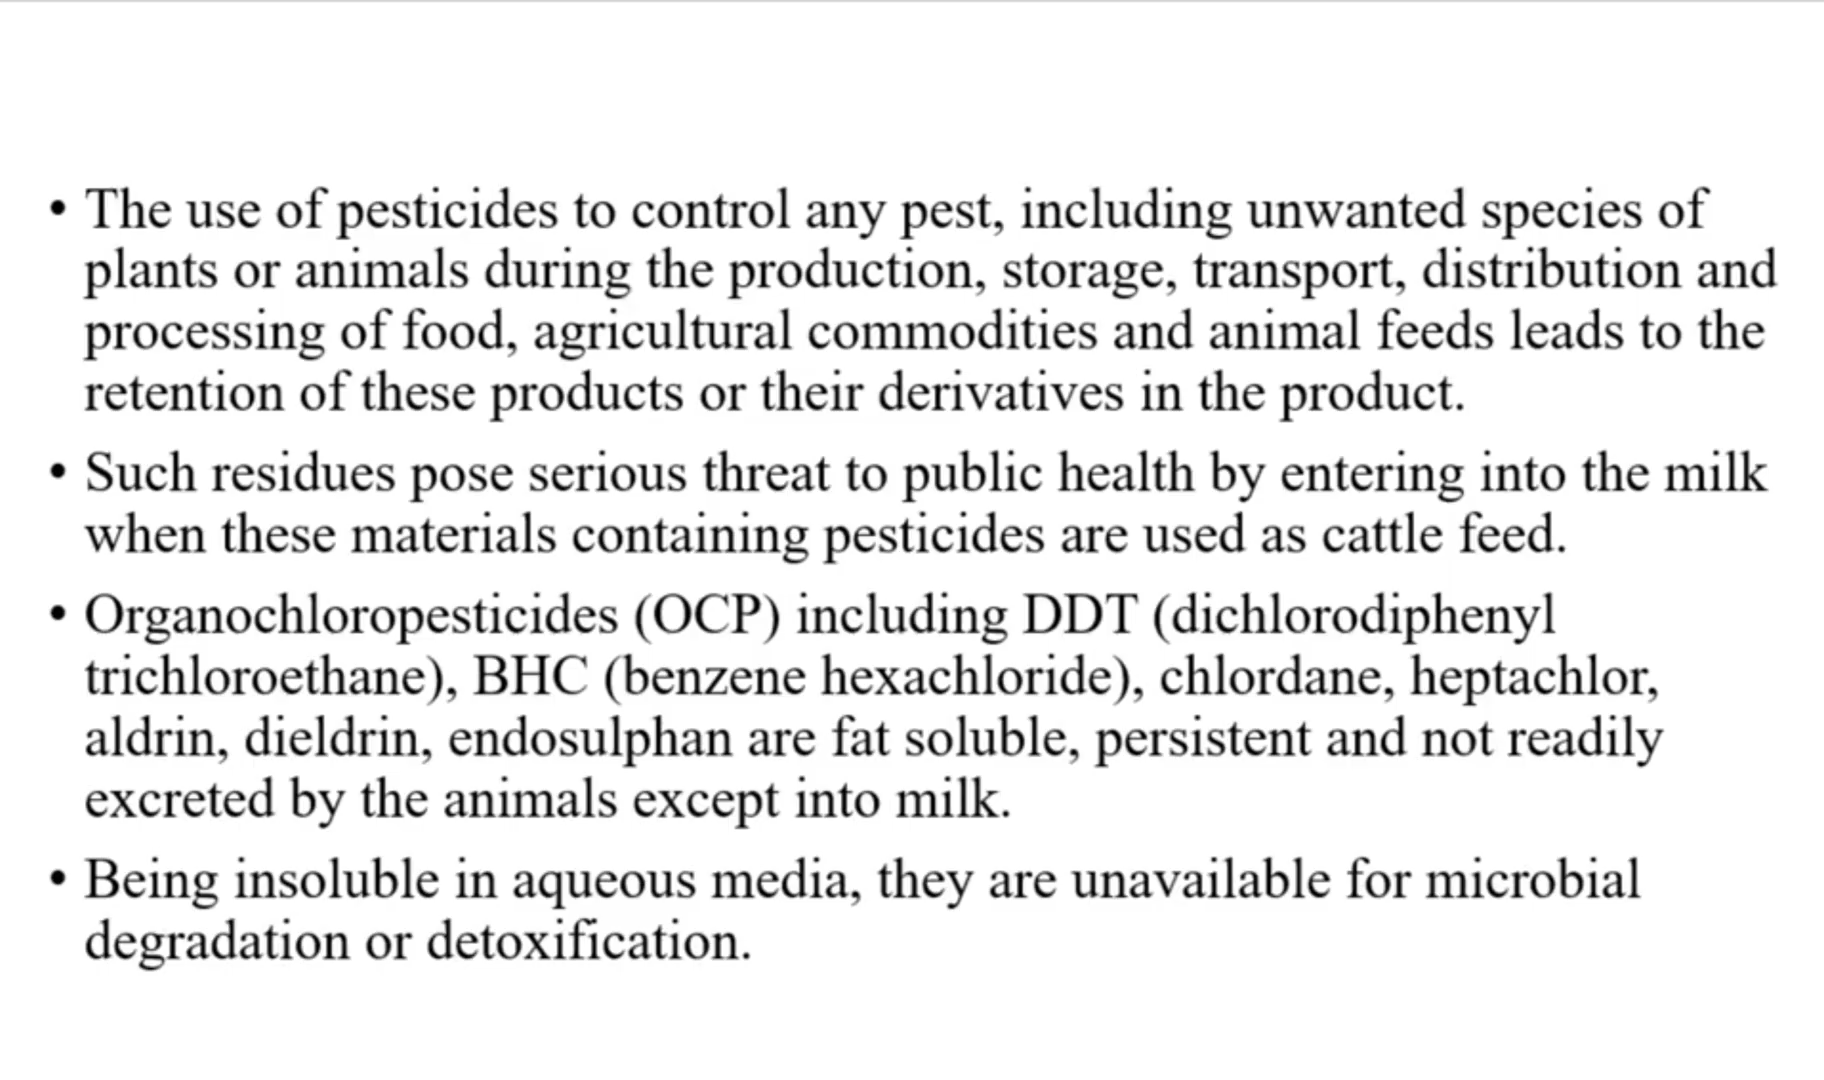 • The use of pesticides to control any pest, including unwanted species of
plants or animals during the production, storage, transport, distribution and
processing of food, agricultural commodities and animal feeds leads to the
retention of these products or their derivatives in the product.
• Such residues pose serious threat to public health by entering into the milk
when these materials containing pesticides are used as cattle feed.
• Organochloropesticides (OCP) including DDT (dichlorodiphenyl
trichloroethane), BHC (benzene hexachloride), chlordane, heptachlor,
aldrin, dieldrin, endosulphan are fat soluble, persistent and not readily
excreted by the animals except into milk.
• Being insoluble in aqueous media, they are unavailable for microbial
degradation or detoxification.